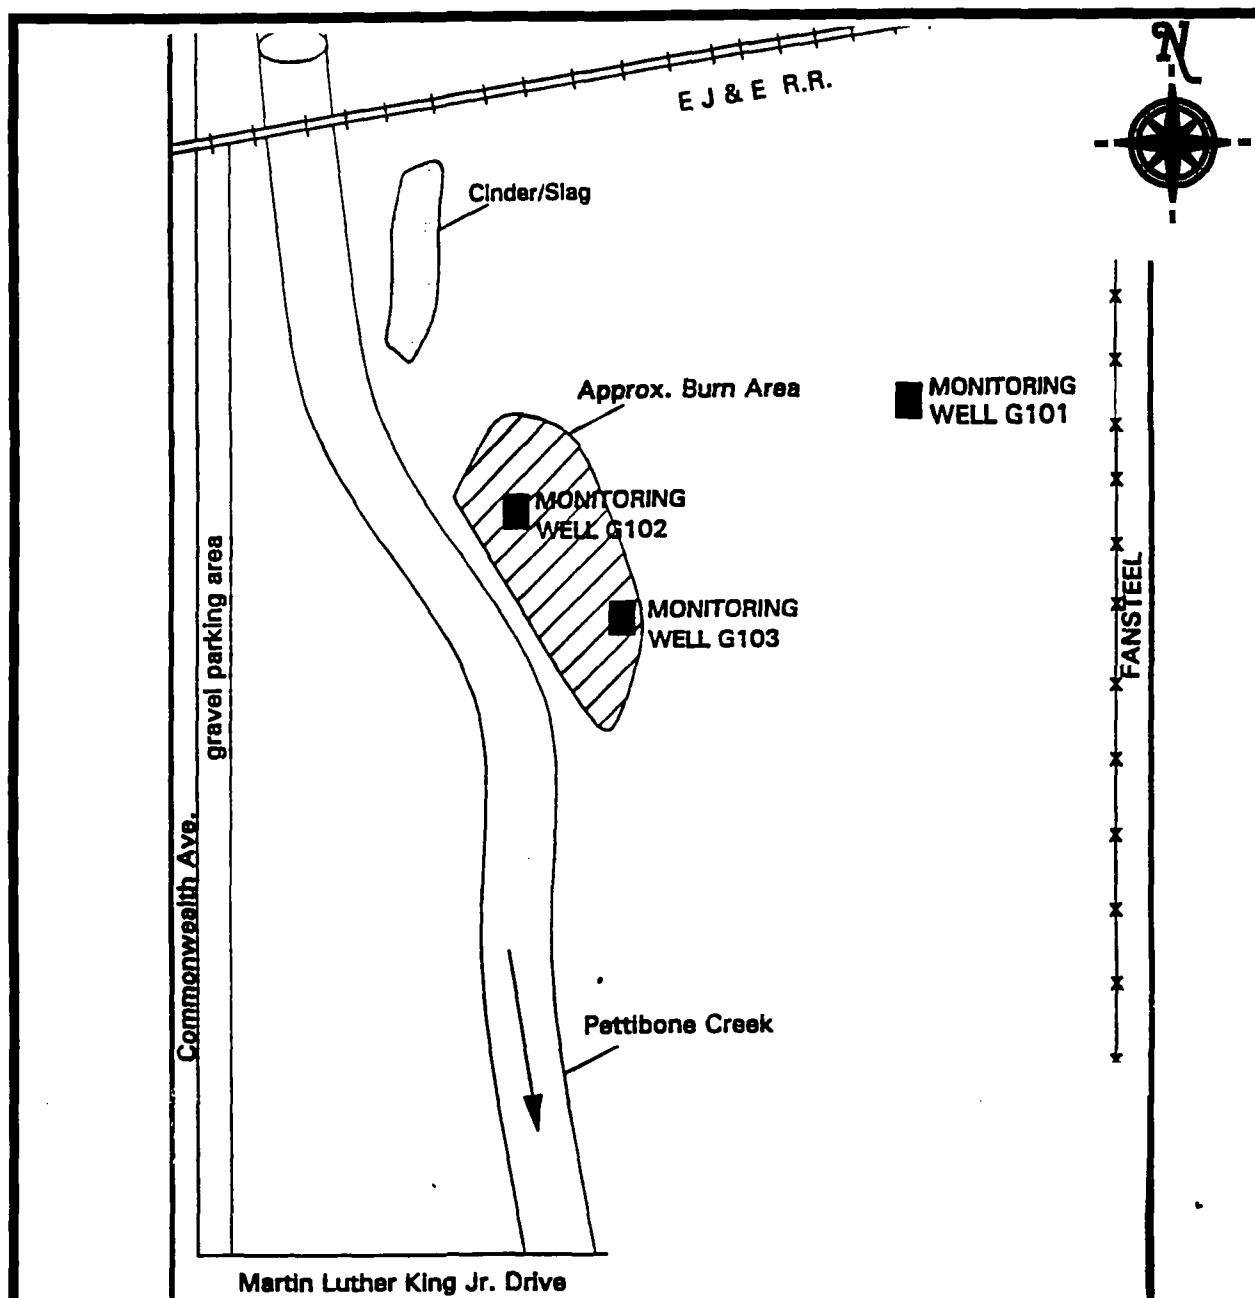 N
E J & E R.R.
Cinder/Slag
Approx. Burn Area
MONITORING
WELL G101
MONITORING
WELL G102
MONITORING
WELL G103
FANSTEEL
gravel parking area
Commonwealth Ave.
Pettibone Creek
Martin Luther King Jr. Drive